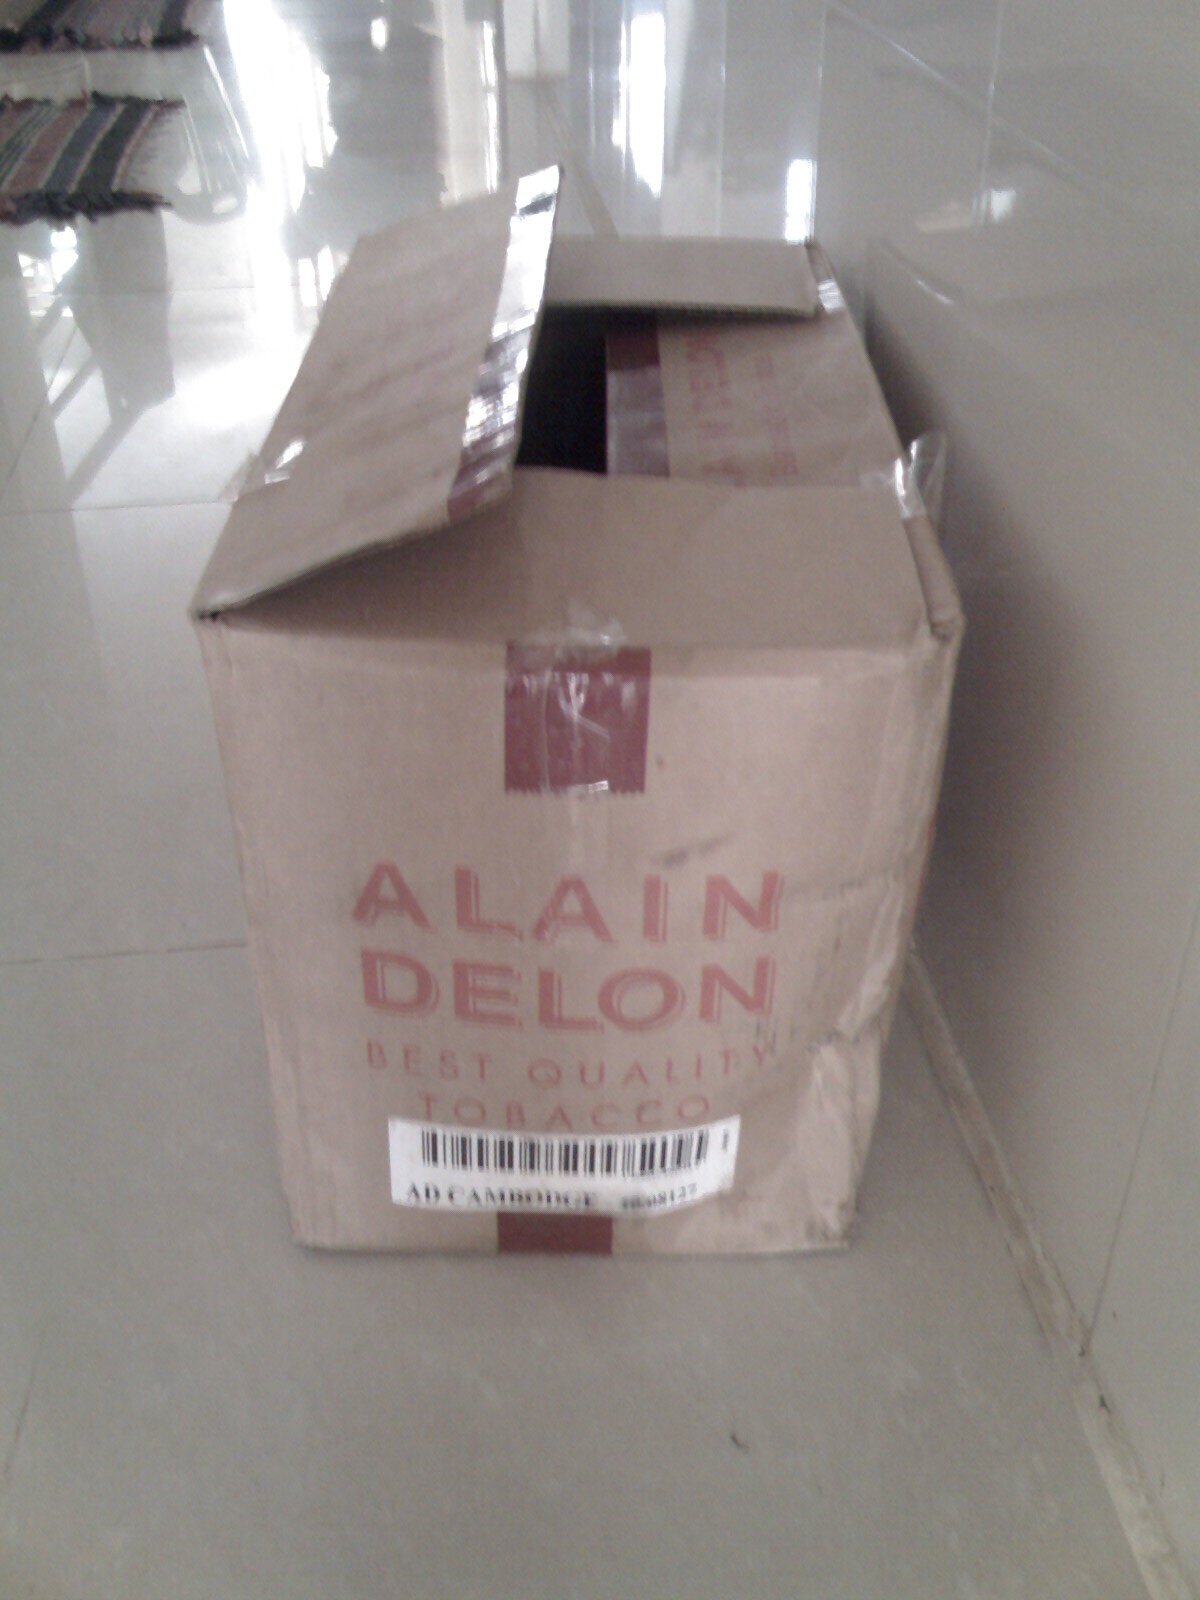 ALAIN
DELON
BEST QUALITY
TOBACCO
AD CAMBODGE